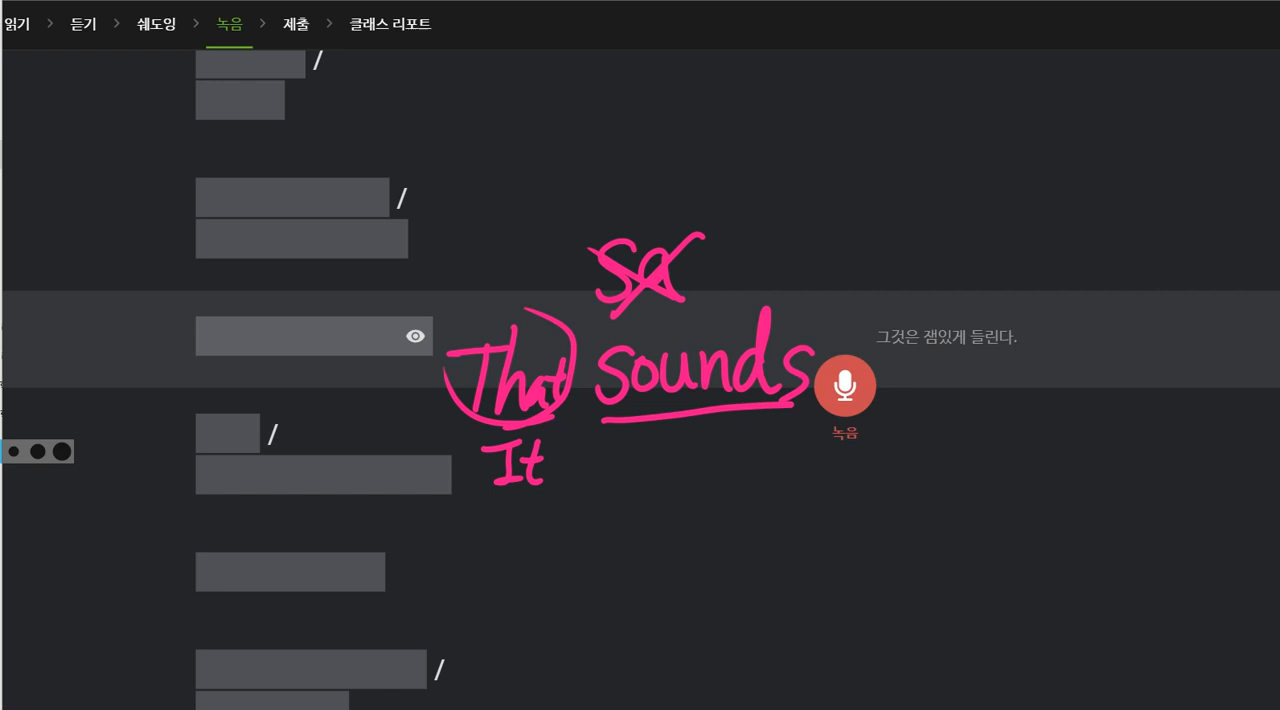 읽기 > 듣기 > 쉐도잉 > 녹음 > 제출 > 클래스 리포트
/
/
So
That sounds
그것은 잼있게 들린다.
It
녹음
/
/